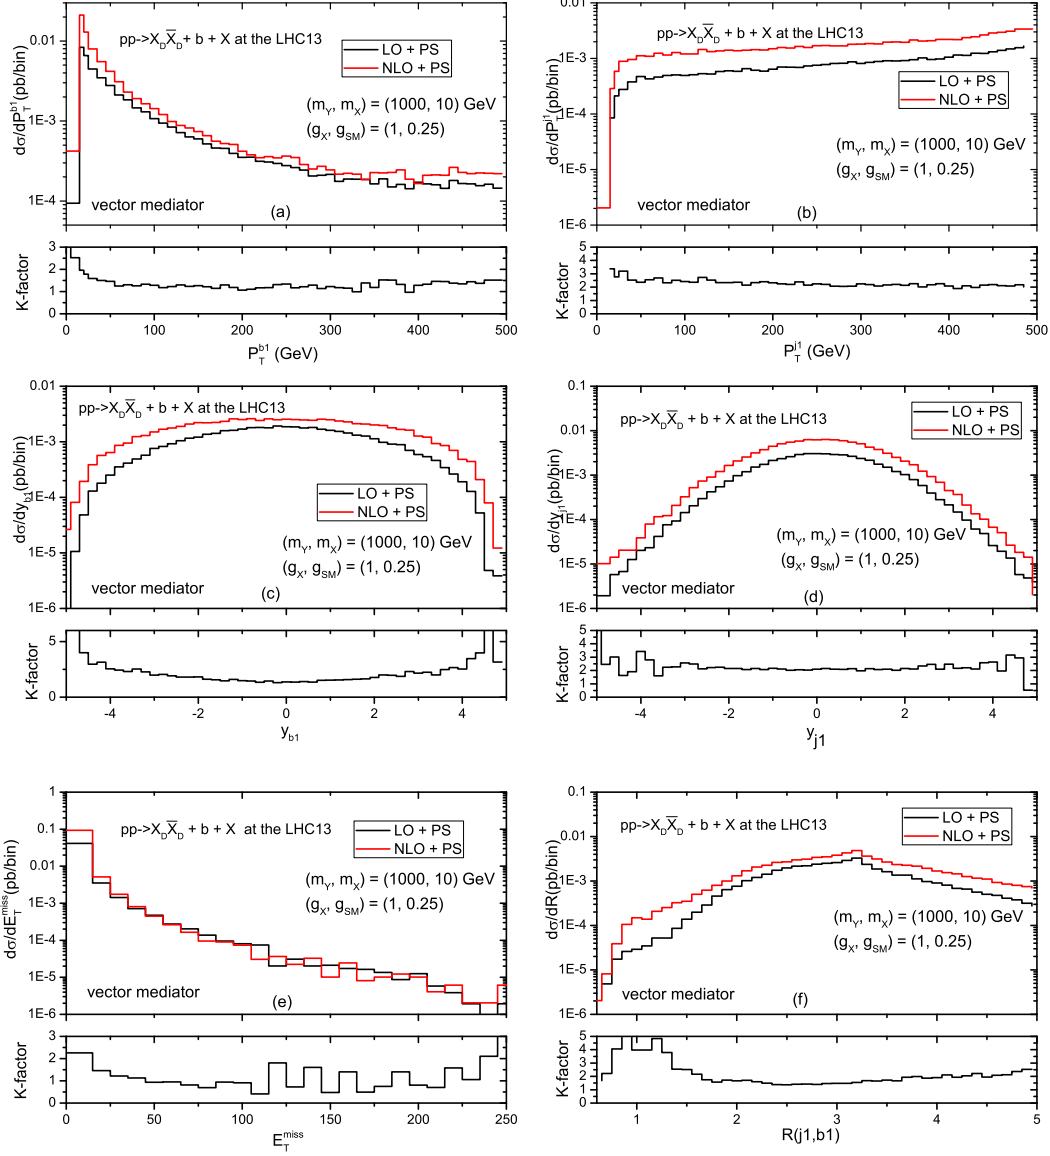 pp->X_D X̅_D + b + X at the LHC13
LO + PS
NLO + PS
(m_Y, m_X) = (1000, 10) GeV
(g_X, g_SM) = (1, 0.25)
vector mediator
(a)
dσ/dP_T^b1(pb/bin)
0.01
1E-3
1E-4
K-factor
3
2
1
0
0 100 200 300 400 500
P_T^b1 (GeV)
pp->X_D X̅_D + b + X at the LHC13
LO + PS
NLO + PS
(m_Y, m_X) = (1000, 10) GeV
(g_X, g_SM) = (1, 0.25)
vector mediator
(b)
dσ/dP_T^j1(pb/bin)
0.01
1E-3
1E-4
1E-5
1E-6
K-factor
5
4
3
2
1
0
0 100 200 300 400 500
P_T^j1 (GeV)
pp->X_D X̅_D + b + X at the LHC13
LO + PS
NLO + PS
(m_Y, m_X) = (1000, 10) GeV
(g_X, g_SM) = (1, 0.25)
vector mediator
(c)
dσ/dy_b1(pb/bin)
0.01
1E-3
1E-4
1E-5
1E-6
K-factor
4
2
0
-4 -2 0 2 4
y_b1
pp->X_D X̅_D + b + X at the LHC13
LO + PS
NLO + PS
(m_Y, m_X) = (1000, 10) GeV
(g_X, g_SM) = (1, 0.25)
vector mediator
(d)
dσ/dy_j1(pb/bin)
0.1
0.01
1E-3
1E-4
1E-5
1E-6
K-factor
5
4
3
2
1
0
-4 -2 0 2 4
y_j1
pp->X_D X̅_D + b + X at the LHC13
LO + PS
NLO + PS
(m_Y, m_X) = (1000, 10) GeV
(g_X, g_SM) = (1, 0.25)
vector mediator
(e)
dσ/dE_T^miss(pb/bin)
1
0.1
0.01
1E-3
1E-4
1E-5
1E-6
K-factor
3
2
1
0
0 50 100 150 200 250
E_T^miss
pp->X_D X̅_D + b + X at the LHC13
LO + PS
NLO + PS
(m_Y, m_X) = (1000, 10) GeV
(g_X, g_SM) = (1, 0.25)
vector mediator
(f)
dσ/dR(pb/bin)
0.1
0.01
1E-3
1E-4
1E-5
1E-6
K-factor
5
4
3
2
1
0
1 2 3 4 5
R(j1,b1)